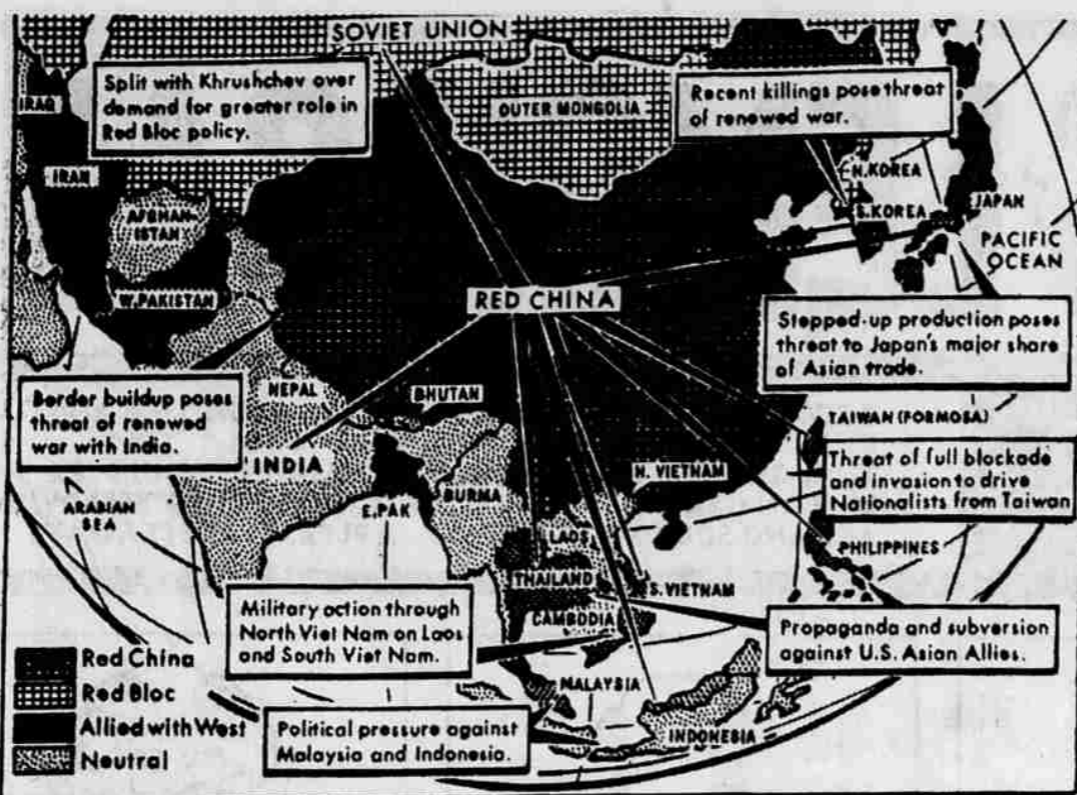 SOVIET UNION
Split with Khrushchev over
demand for greater role in
Red Bloc policy.
OUTER MONGOLIA
Recent killings pose threat
of renewed war.
IRAQ
IRAN
AFGHAN-
ISTAN
W. PAKISTAN
N. KOREA
S. KOREA
JAPAN
PACIFIC
OCEAN
RED CHINA
Stepped-up production poses
threat to Japan's major share
of Asian trade.
Border buildup poses
threat of renewed
war with India.
NEPAL
BHUTAN
INDIA
E. PAK
BURMA
N. VIETNAM
TAIWAN (FORMOSA)
Threat of full blockade
and invasion to drive
Nationalists from Taiwan
ARABIAN
SEA
LAOS
THAILAND
S. VIETNAM
CAMBODIA
PHILIPPINES
Military action through
North Viet Nam on Laos
and South Viet Nam.
Propaganda and subversion
against U.S. Asian Allies.
MALAYSIA
INDONESIA
Political pressure against
Malaysia and Indonesia.
Red China
Red Bloc
Allied with West
Neutral